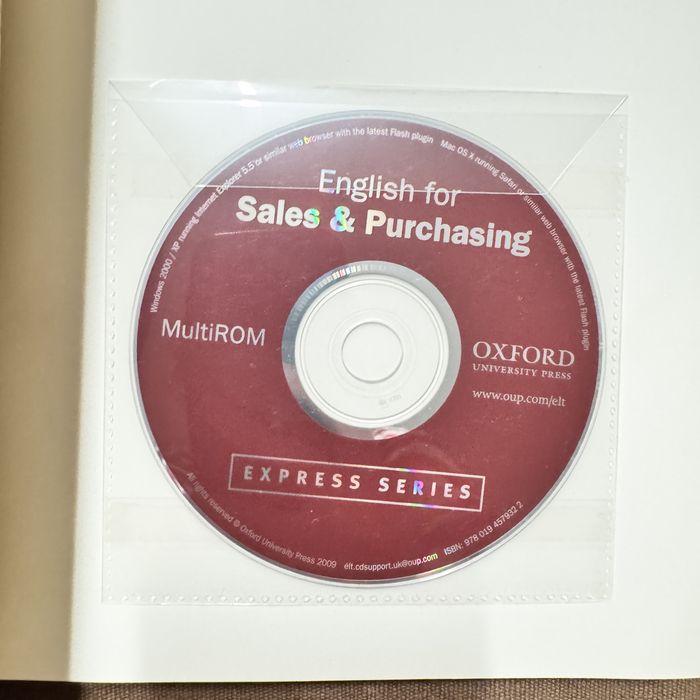 Windows 2000 / XP running Internet Explorer 5.5 or similar web browser with the latest Flash plugin   Mac OS X running Safari or similar web browser with the latest Flash plugin
English for
Sales & Purchasing
MultiROM
OXFORD
UNIVERSITY PRESS
www.oup.com/elt
EXPRESS SERIES
All rights reserved © Oxford University Press 2009   elt.cdsupport.uk@oup.com   ISBN: 978 019 457932 2